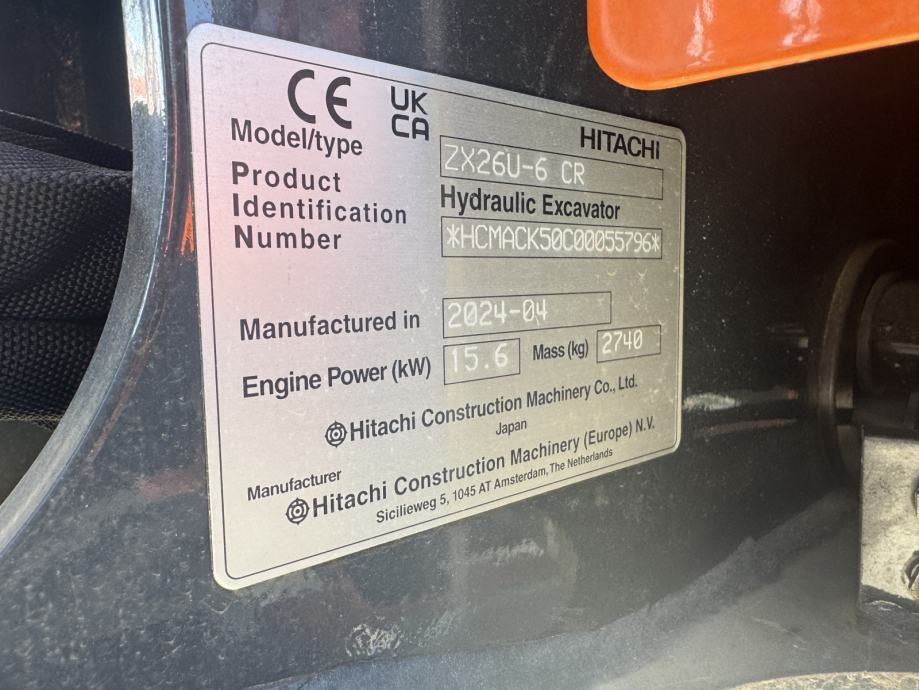 CE UK CA
HITACHI
Model/type ZX26U-6 CR
Product
Hydraulic Excavator
Identification
Number *HCMACK50C00055796*
Manufactured in 2024-04
Engine Power (kW) 15.6 Mass (kg) 2740
Hitachi Construction Machinery Co., Ltd.
Japan
Manufacturer
Hitachi Construction Machinery (Europe) N.V.
Sicilieweg 5, 1045 AT Amsterdam, The Netherlands